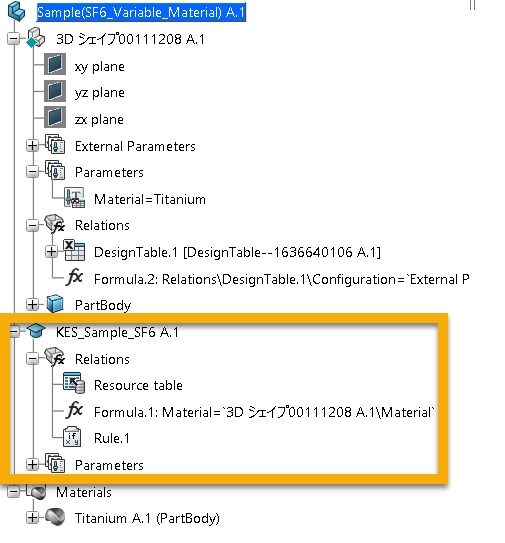 Sample(SF6_Variable_Material) A.1
3D シェイプ00111208 A.1
xy plane
yz plane
zx plane
External Parameters
Parameters
Material=Titanium
Relations
DesignTable.1 [DesignTable--1636640106 A.1]
Formula.2: Relations\DesignTable.1\Configuration=`External P
PartBody
KES_Sample_SF6 A.1
Relations
Resource table
Formula.1: Material=`3D シェイプ00111208 A.1\Material`
Rule.1
Parameters
Materials
Titanium A.1 (PartBody)